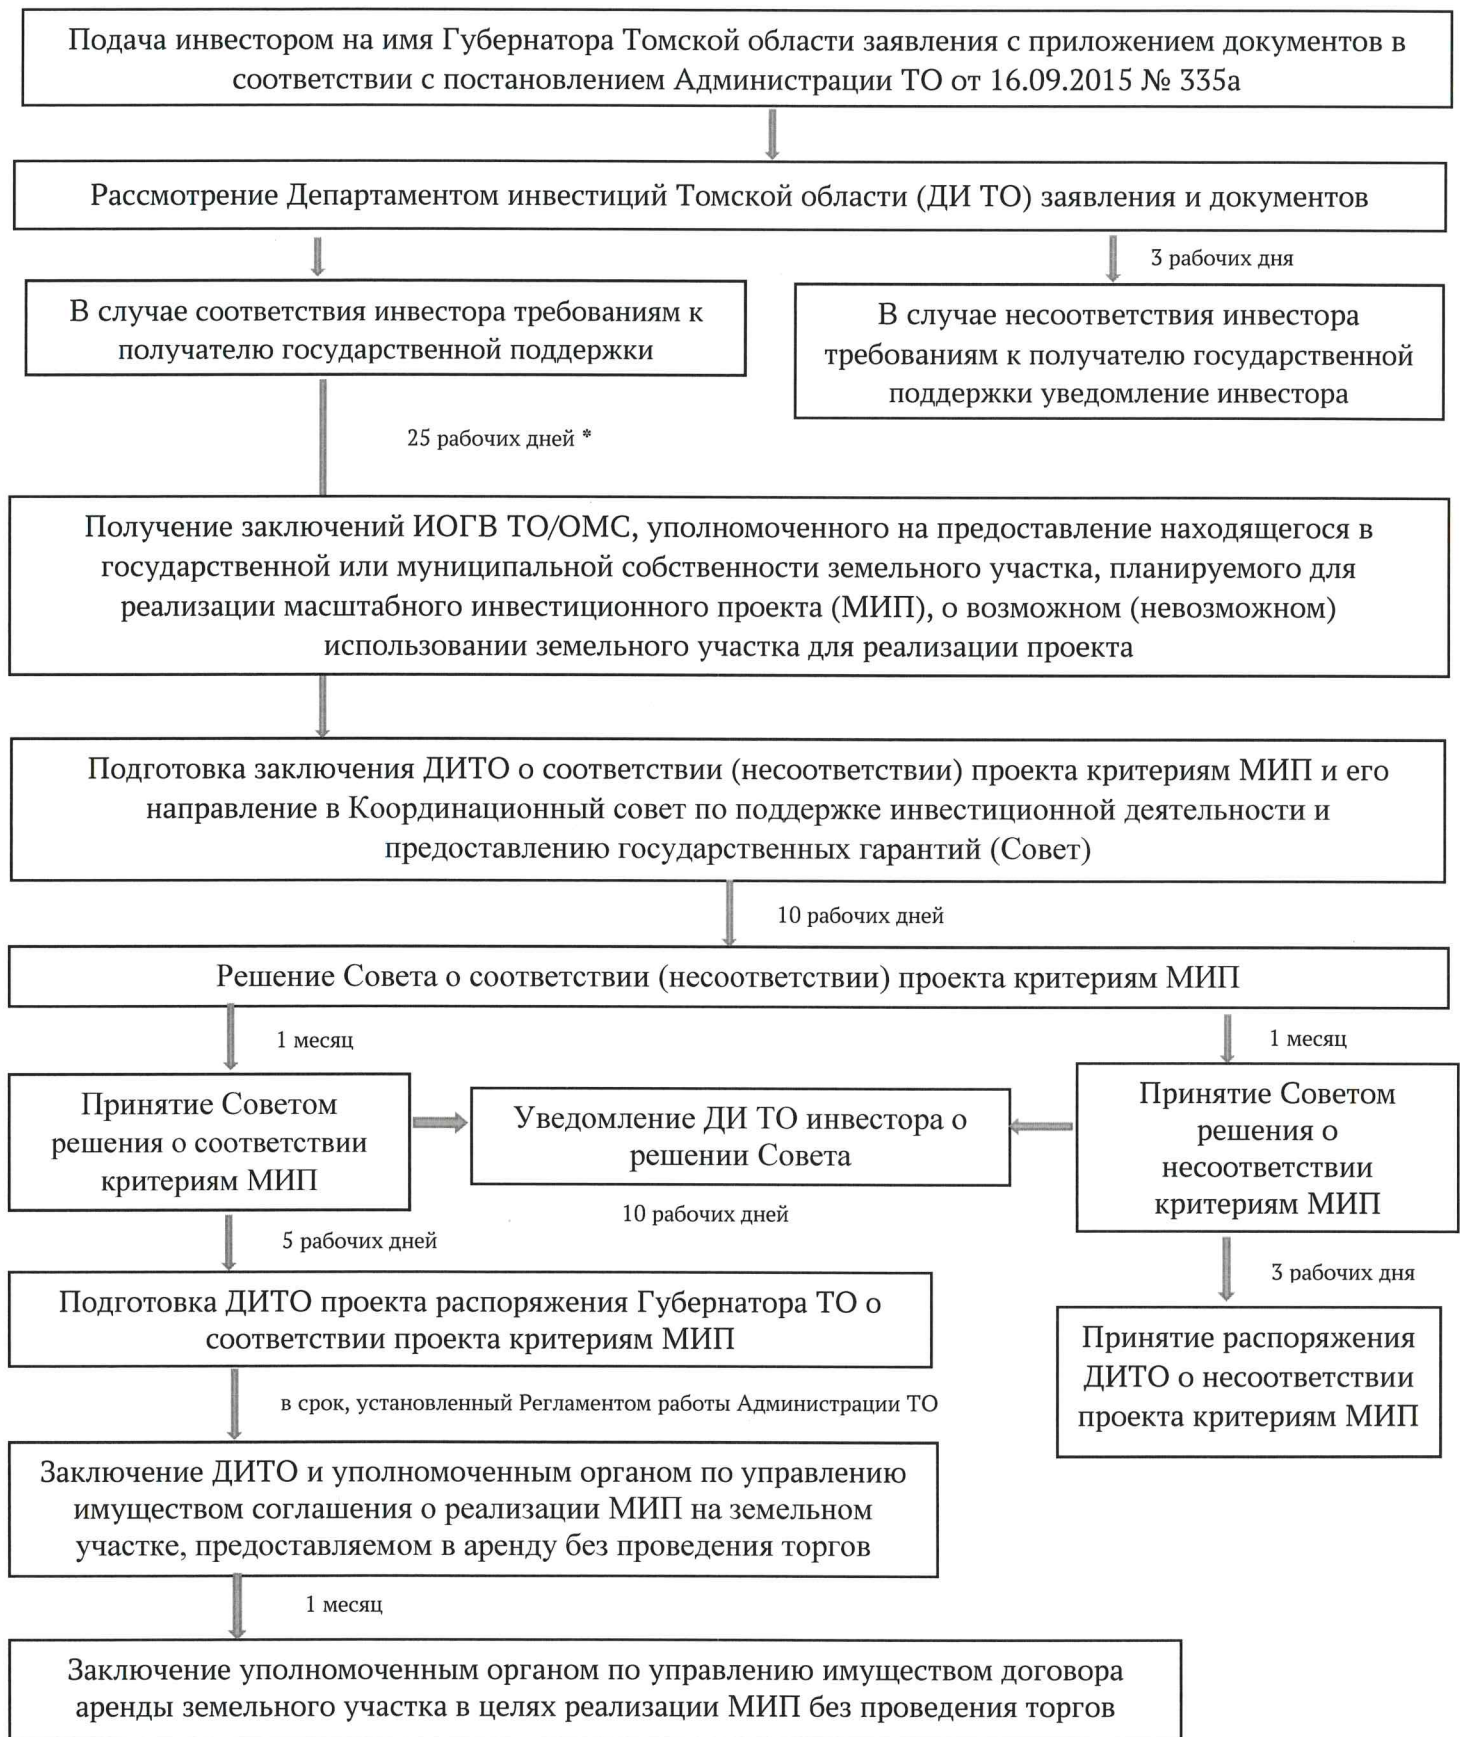 Подача инвестором на имя Губернатора Томской области заявления с приложением документов в
соответствии с постановлением Администрации ТО от 16.09.2015 № 335а
Рассмотрение Департаментом инвестиций Томской области (ДИ ТО) заявления и документов
3 рабочих дня
В случае соответствия инвестора требованиям к
получателю государственной поддержки
В случае несоответствия инвестора
требованиям к получателю государственной
поддержки уведомление инвестора
25 рабочих дней *
Получение заключений ИОГВ ТО/ОМС, уполномоченного на предоставление находящегося в
государственной или муниципальной собственности земельного участка, планируемого для
реализации масштабного инвестиционного проекта (МИП), о возможном (невозможном)
использовании земельного участка для реализации проекта
Подготовка заключения ДИТО о соответствии (несоответствии) проекта критериям МИП и его
направление в Координационный совет по поддержке инвестиционной деятельности и
предоставлению государственных гарантий (Совет)
10 рабочих дней
Решение Совета о соответствии (несоответствии) проекта критериям МИП
1 месяц
1 месяц
Принятие Советом
решения о соответствии
критериям МИП
Уведомление ДИ ТО инвестора о
решении Совета
Принятие Советом
решения о
несоответствии
критериям МИП
10 рабочих дней
5 рабочих дней
3 рабочих дня
Подготовка ДИТО проекта распоряжения Губернатора ТО о
соответствии проекта критериям МИП
Принятие распоряжения
ДИТО о несоответствии
проекта критериям МИП
в срок, установленный Регламентом работы Администрации ТО
Заключение ДИТО и уполномоченным органом по управлению
имуществом соглашения о реализации МИП на земельном
участке, предоставляемом в аренду без проведения торгов
1 месяц
Заключение уполномоченным органом по управлению имуществом договора
аренды земельного участка в целях реализации МИП без проведения торгов